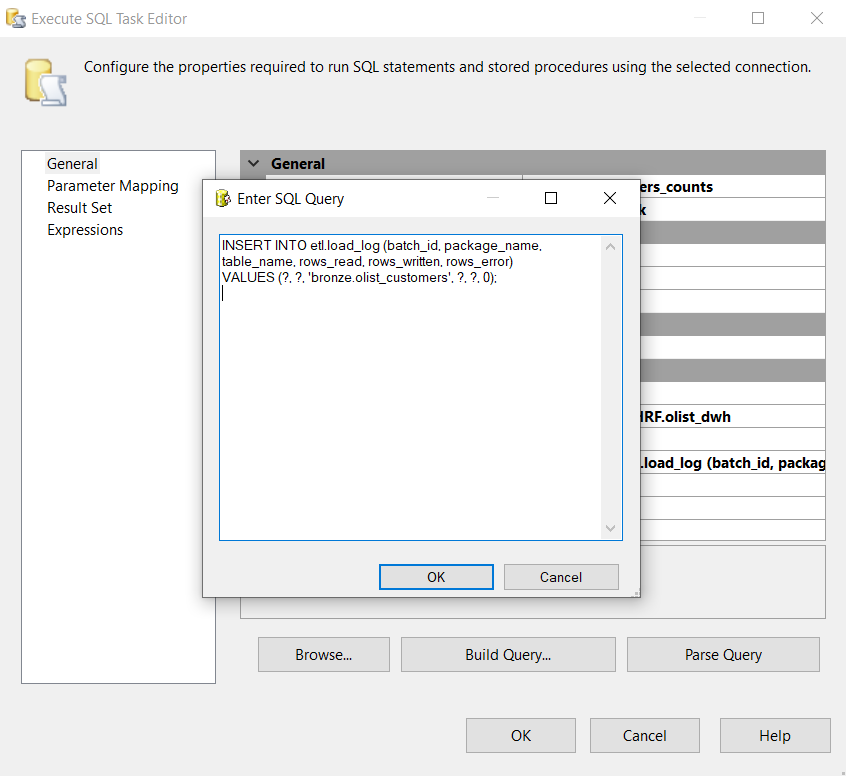 Execute SQL Task Editor
Configure the properties required to run SQL statements and stored procedures using the selected connection.
General
Parameter Mapping
Result Set
Expressions
General
ers_counts
k
HRF.olist_dwh
.load_log (batch_id, packag
Enter SQL Query
INSERT INTO etl.load_log (batch_id, package_name,
table_name, rows_read, rows_written, rows_error)
VALUES (?, ?, 'bronze.olist_customers', ?, ?, 0);
OK
Cancel
Browse...
Build Query...
Parse Query
OK
Cancel
Help